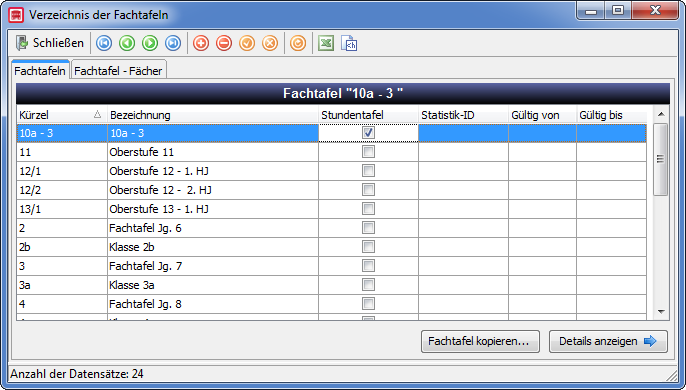 Verzeichnis der Fachtafeln
Schließen
Fachtafeln Fachtafel - Fächer
Fachtafel "10a - 3 "
Kürzel Bezeichnung Stundentafel Statistik-ID Gültig von Gültig bis
10a - 3 10a - 3
11 Oberstufe 11
12/1 Oberstufe 12 - 1. HJ
12/2 Oberstufe 12 - 2. HJ
13/1 Oberstufe 13 - 1. HJ
2 Fachtafel Jg. 6
2b Klasse 2b
3 Fachtafel Jg. 7
3a Klasse 3a
4 Fachtafel Jg. 8
Fachtafel kopieren... Details anzeigen
Anzahl der Datensätze: 24